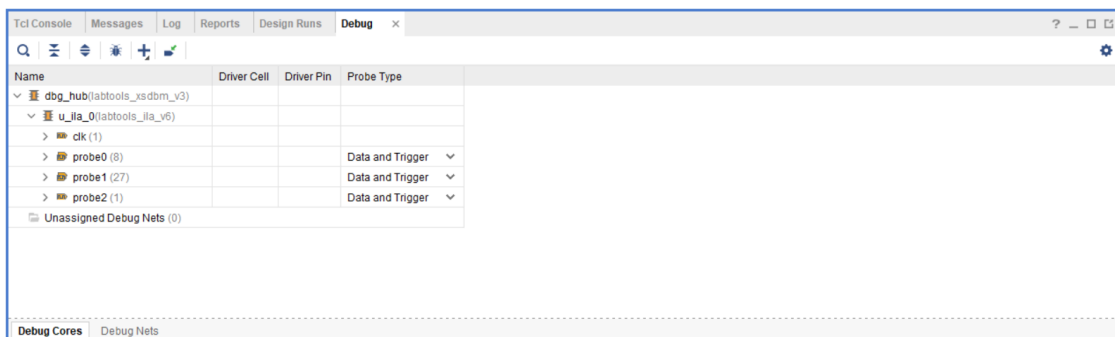 Tcl Console Messages Log Reports Design Runs Debug × ?
Name Driver Cell Driver Pin Probe Type
dbg_hub(labtools_xsdbm_v3)
u_ila_0(labtools_ila_v6)
clk (1)
probe0 (8) Data and Trigger
probe1 (27) Data and Trigger
probe2 (1) Data and Trigger
Unassigned Debug Nets (0)
Debug Cores Debug Nets